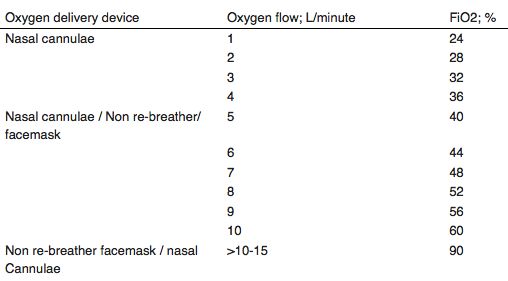 Oxygen delivery device Oxygen flow; L/minute FiO2; %
Nasal cannulae 1 24
2 28
3 32
4 36
Nasal cannulae / Non re-breather/ 5 40
facemask
6 44
7 48
8 52
9 56
10 60
Non re-breather facemask / nasal >10-15 90
Cannulae